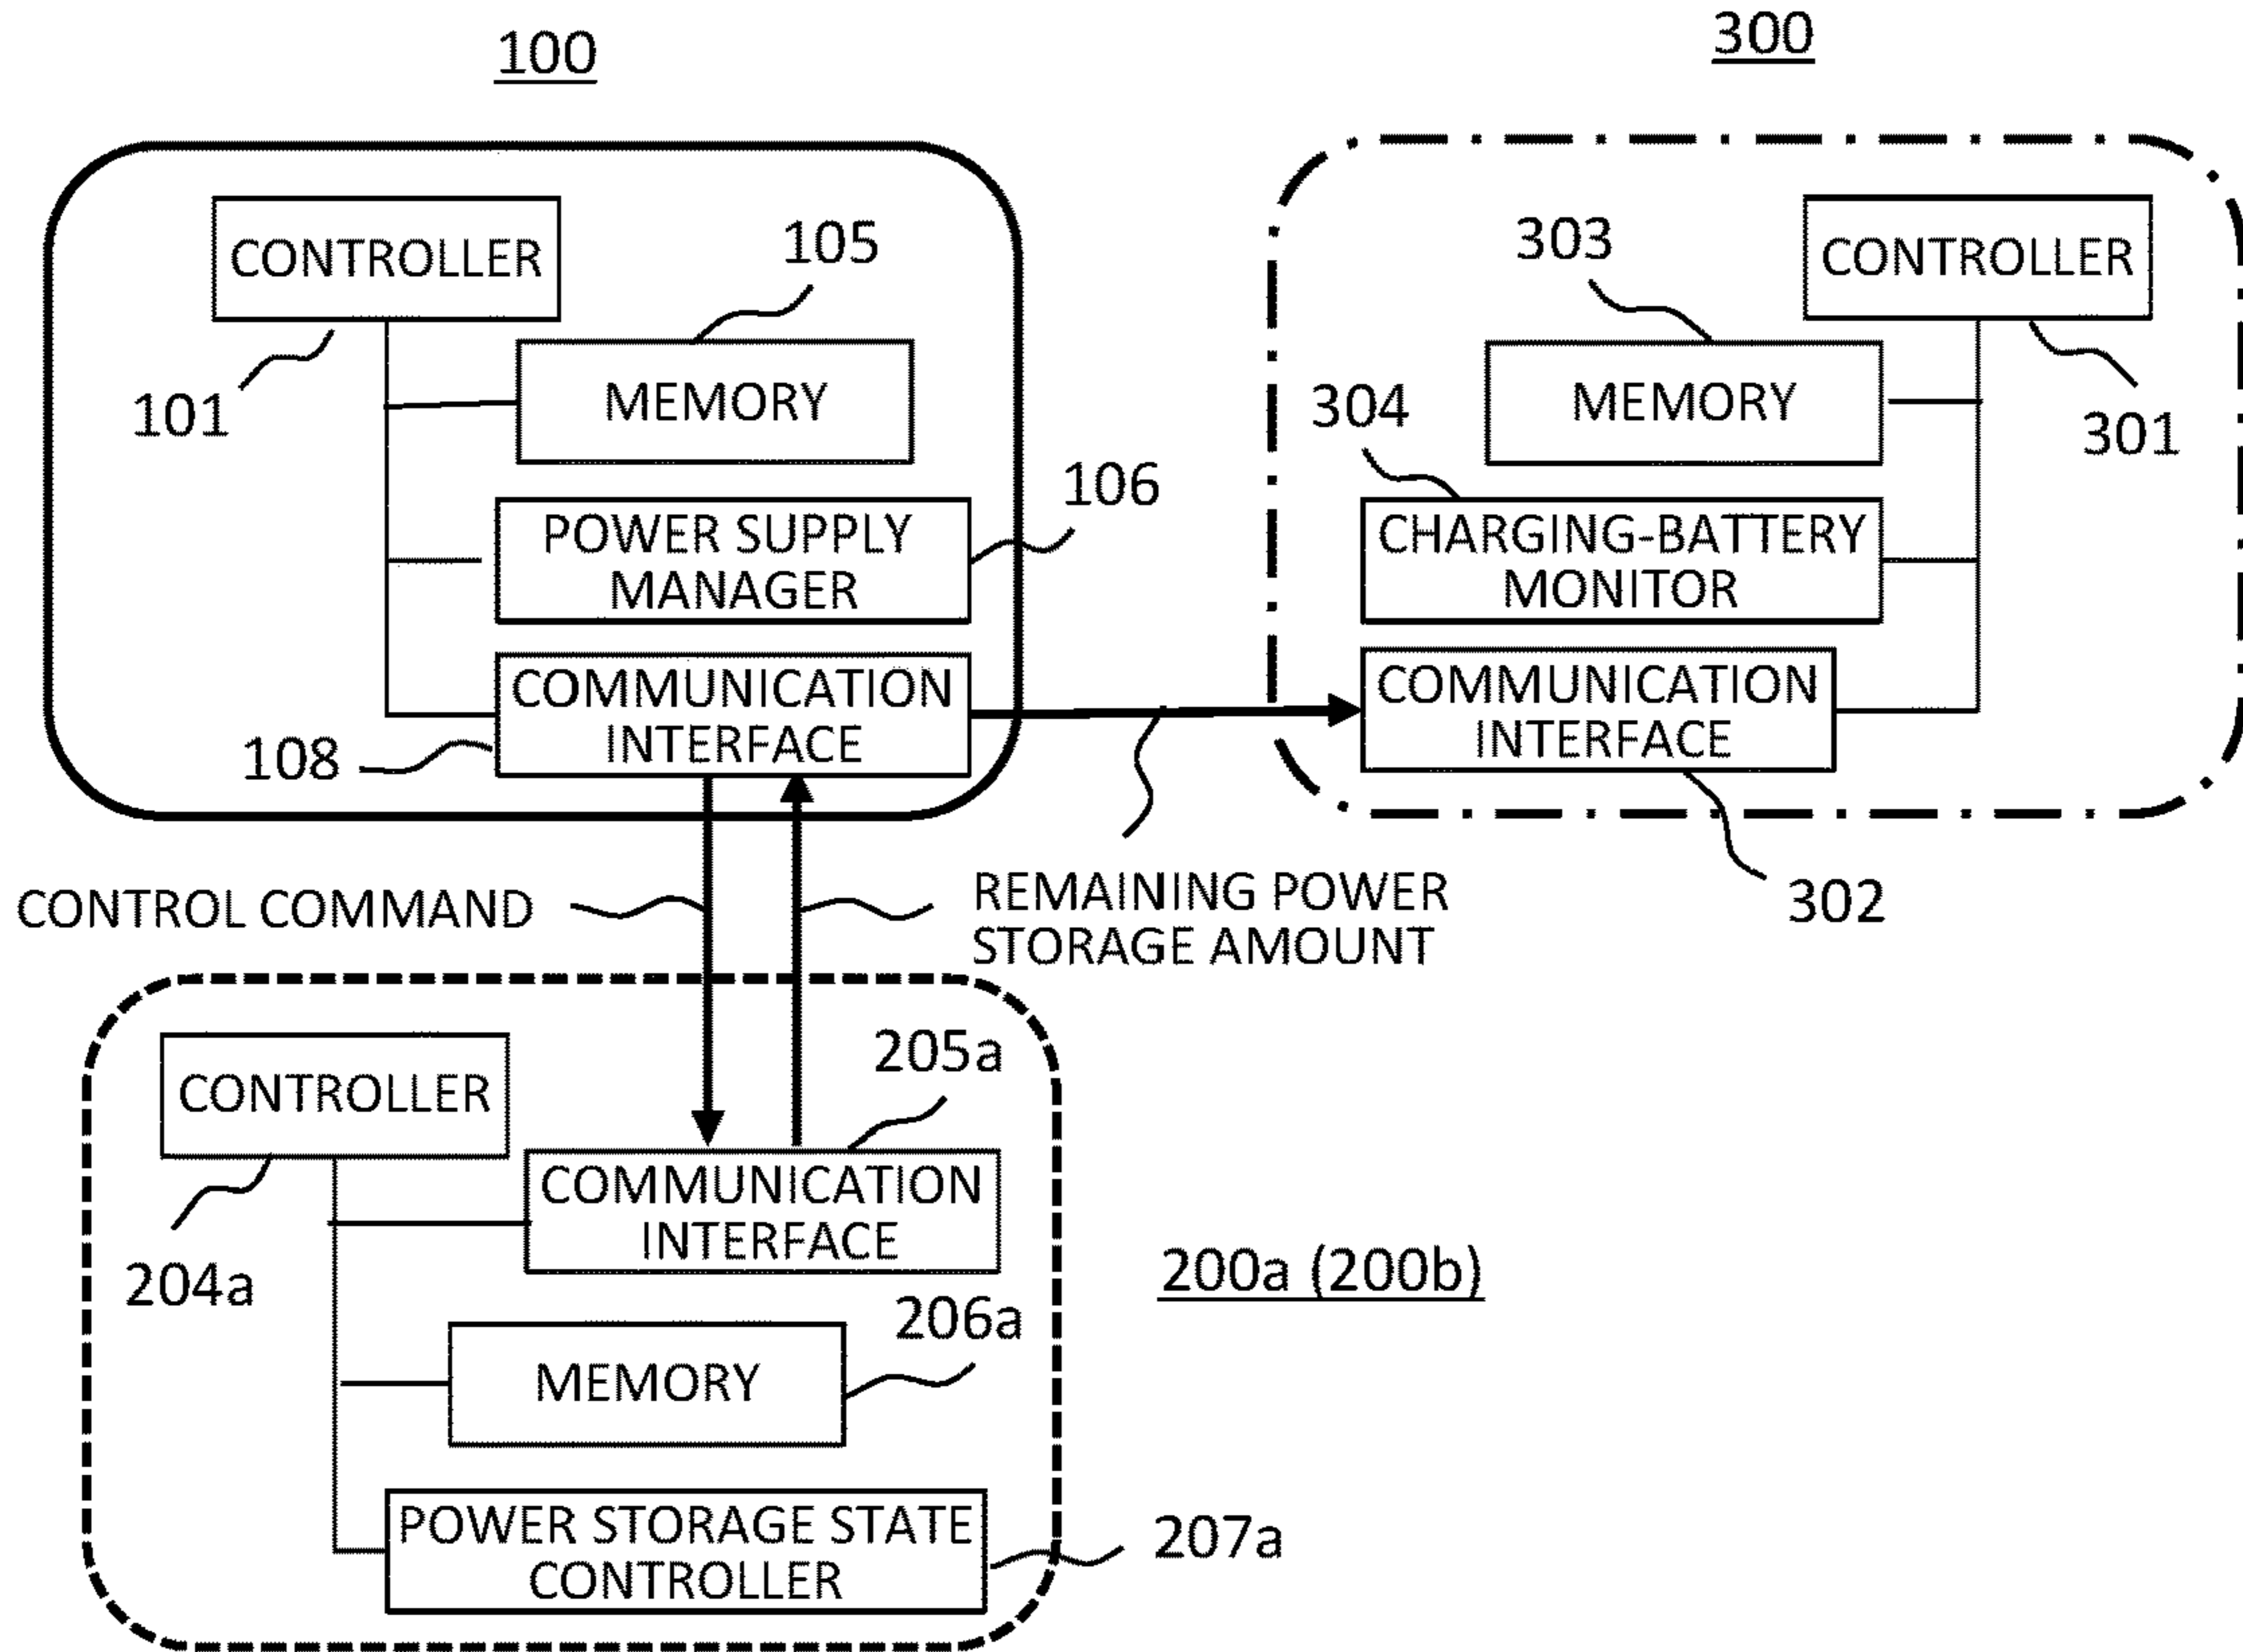 100
300
CONTROLLER
101
105
MEMORY
106
POWER SUPPLY
MANAGER
COMMUNICATION
INTERFACE
108
303
CONTROLLER
301
MEMORY
304
CHARGING-BATTERY
MONITOR
COMMUNICATION
INTERFACE
302
CONTROL COMMAND
REMAINING POWER
STORAGE AMOUNT
CONTROLLER
204a
205a
COMMUNICATION
INTERFACE
200a (200b)
206a
MEMORY
POWER STORAGE STATE
CONTROLLER
207a